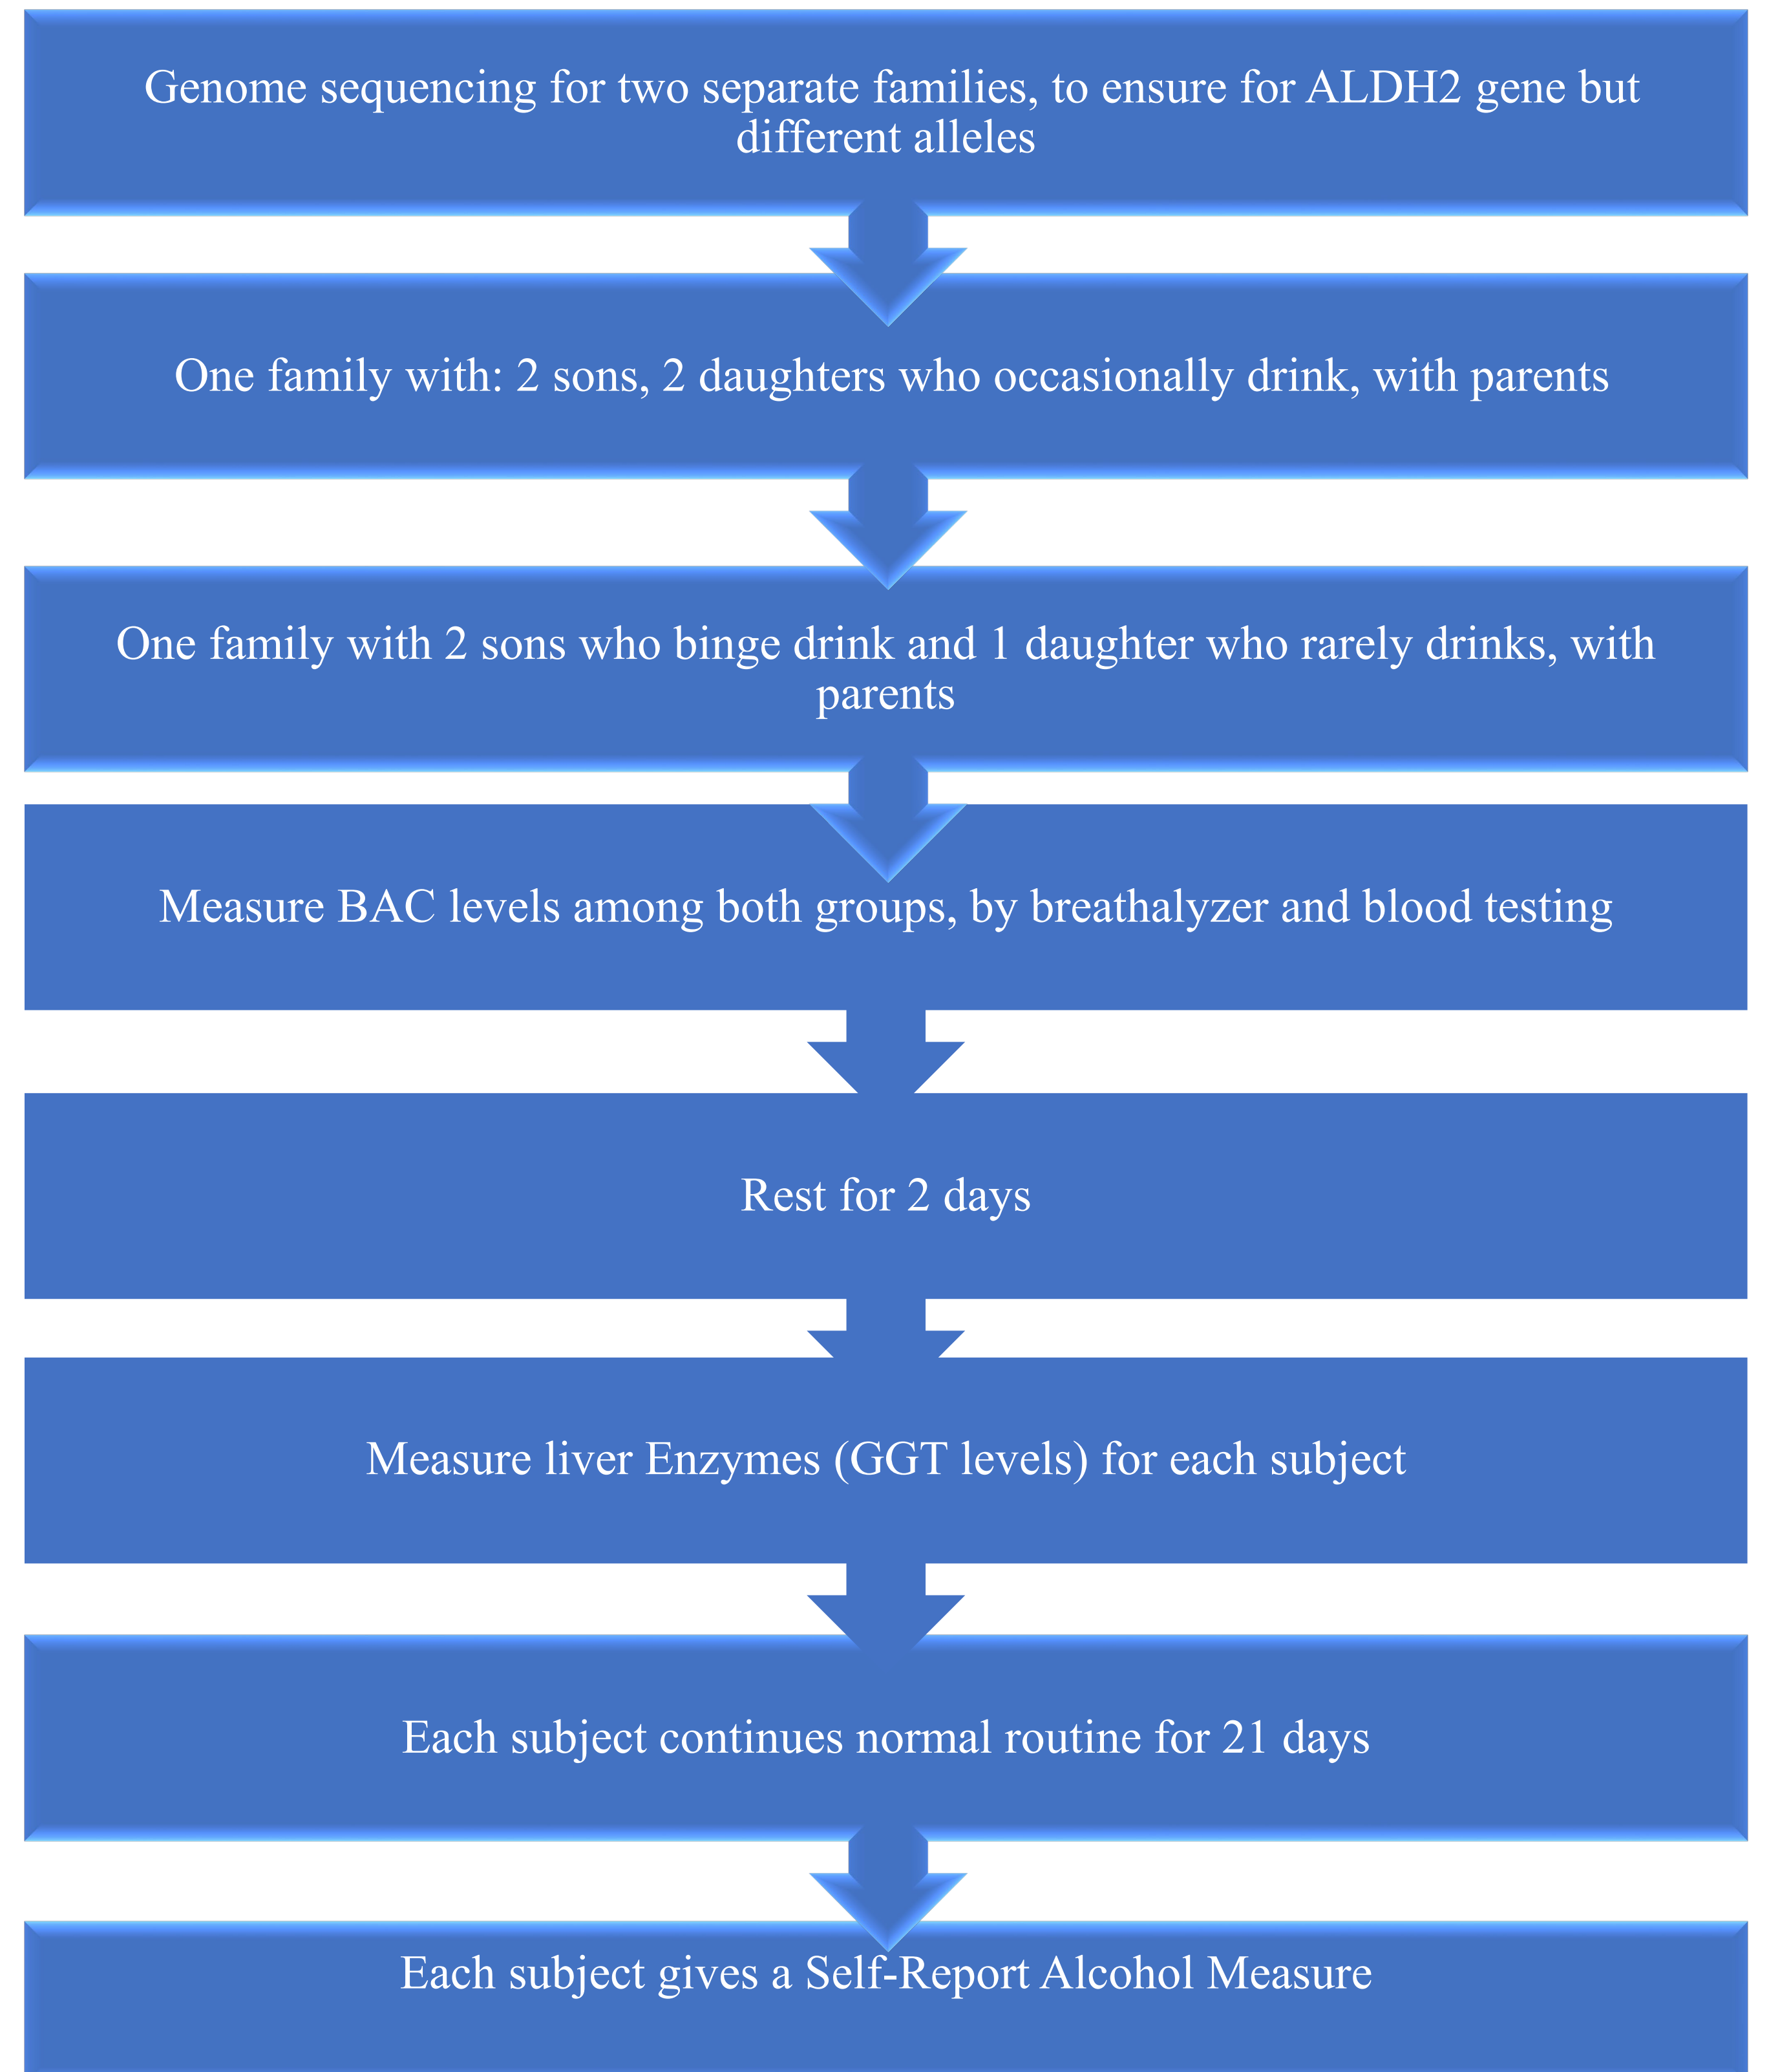 Genome sequencing for two separate families, to ensure for ALDH2 gene but
different alleles
One family with: 2 sons, 2 daughters who occasionally drink, with parents
One family with 2 sons who binge drink and 1 daughter who rarely drinks, with
parents
Measure BAC levels among both groups, by breathalyzer and blood testing
Rest for 2 days
Measure liver Enzymes (GGT levels) for each subject
Each subject continues normal routine for 21 days
Each subject gives a Self-Report Alcohol Measure